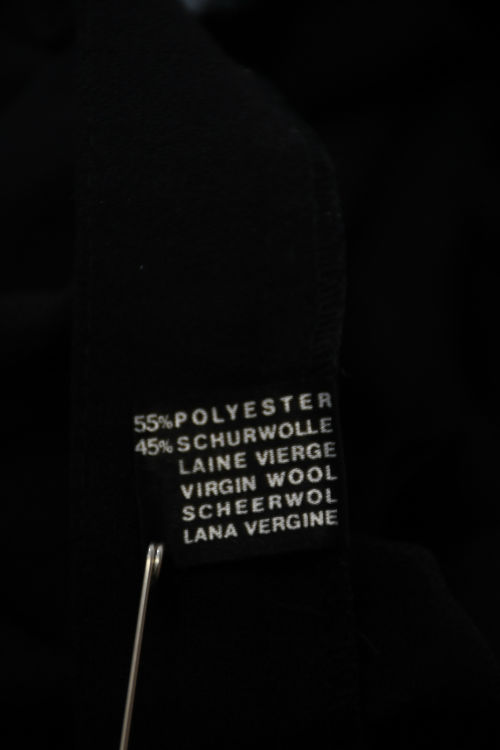 55% POLYESTER
45% SCHURWOLLE
LAINE VIERGE
VIRGIN WOOL
SCHEERWOL
LANA VERGINE